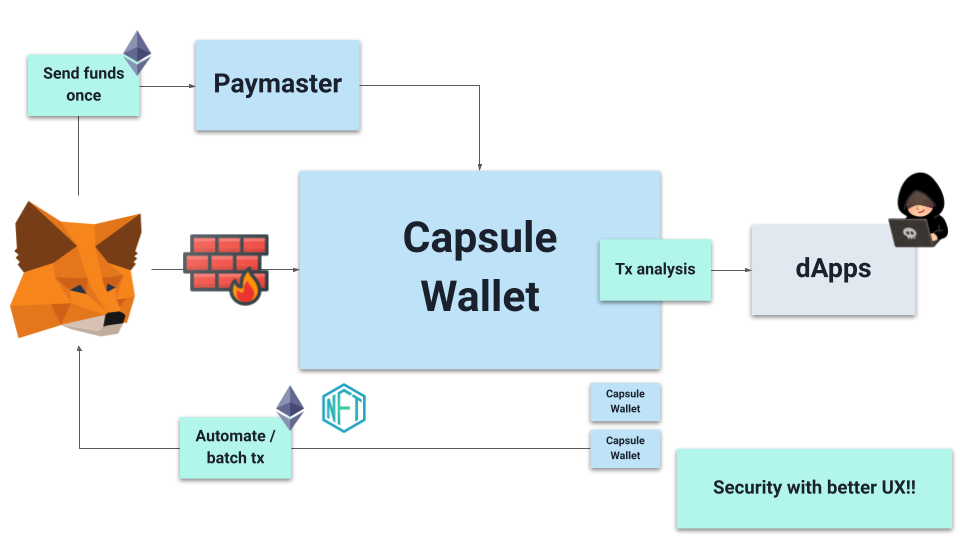 Send funds
once
Paymaster
Capsule
Wallet
Tx analysis
dApps
NFT
Automate /
batch tx
Capsule
Wallet
Capsule
Wallet
Security with better UX!!